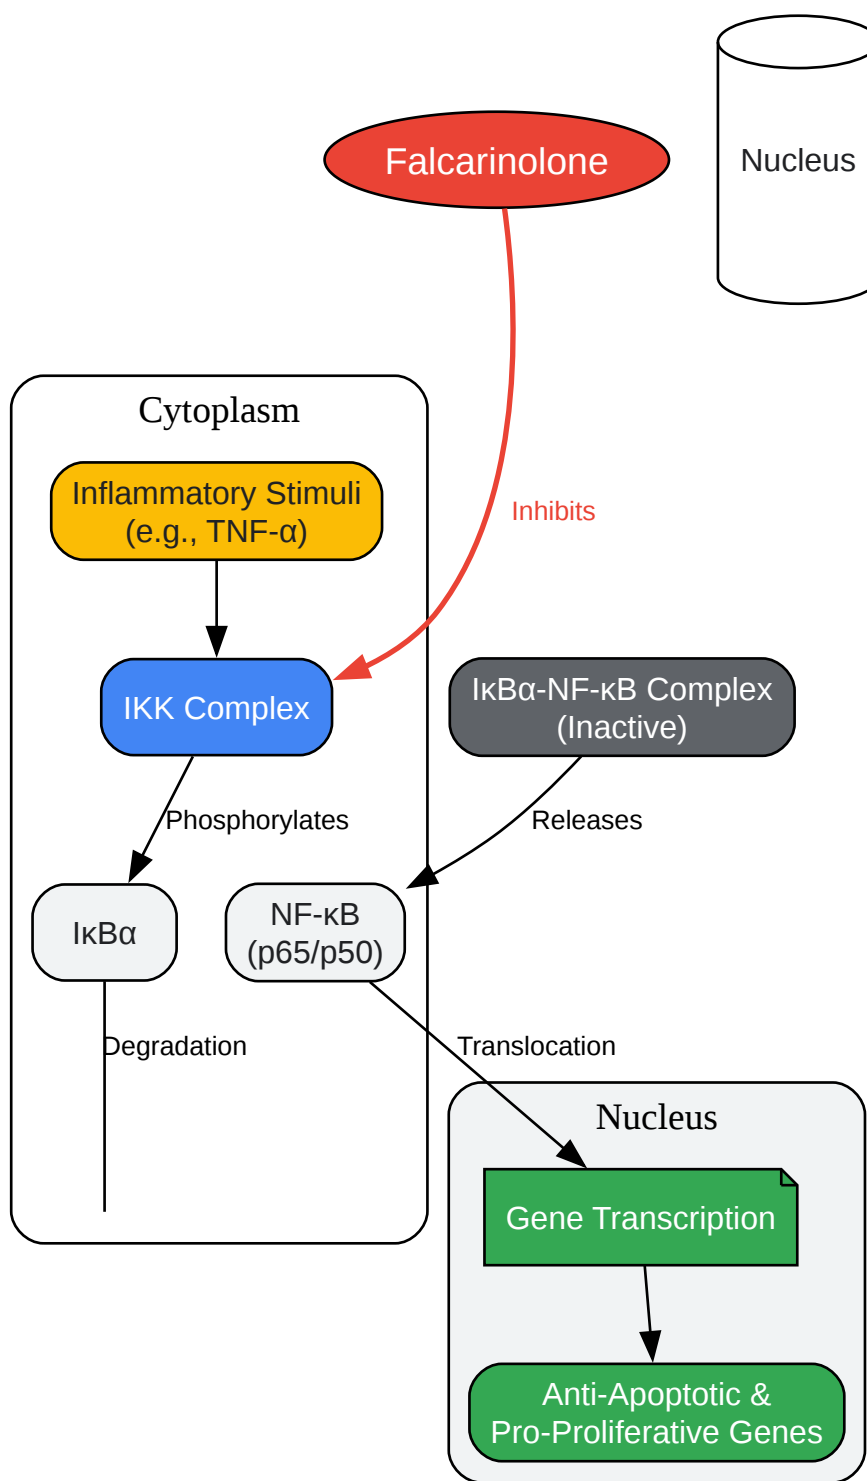 Falcarinolone
Nucleus
Cytoplasm
Inflammatory Stimuli
(e.g., TNF-α)
Inhibits
IKK Complex
IκBα-NF-κB Complex
(Inactive)
Phosphorylates
Releases
IκBα
NF-κB
(p65/p50)
Degradation
Translocation
Nucleus
Gene Transcription
Anti-Apoptotic &
Pro-Proliferative Genes